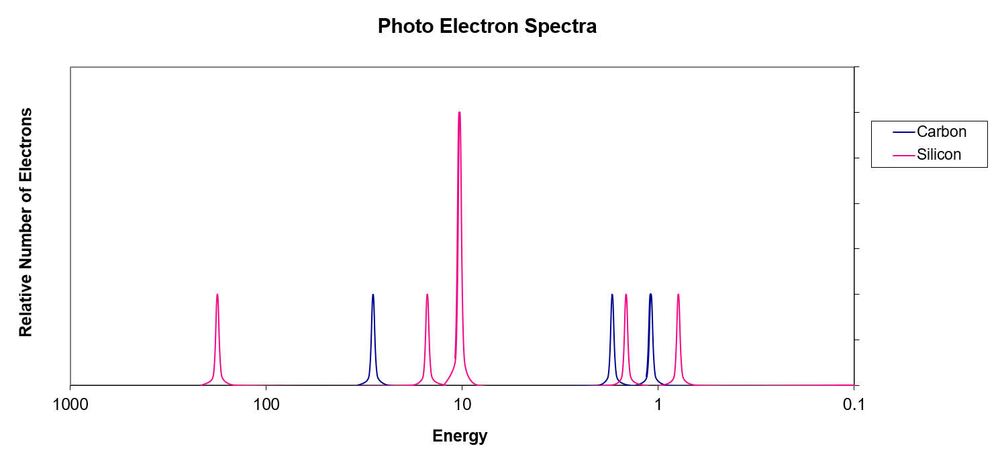 Photo Electron Spectra
Relative Number of Electrons
Carbon
Silicon
1000 100 10 1 0.1
Energy